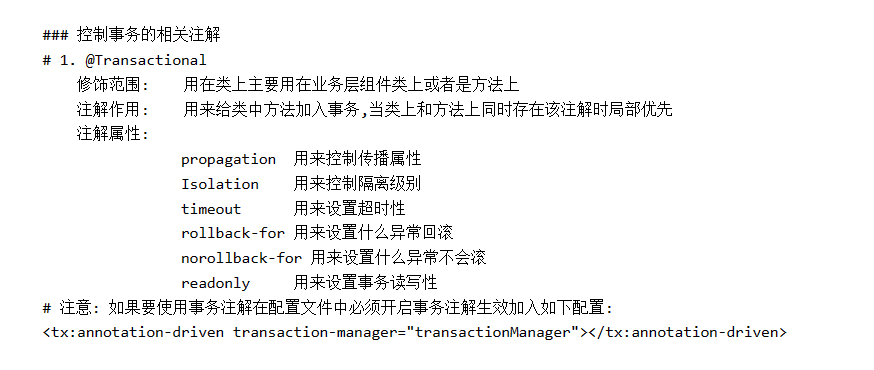 ### 控制事务的相关注解
# 1. @Transactional
修饰范围: 用在类上主要用在业务层组件类上或者是方法上
注解作用: 用来给类中方法加入事务,当类上和方法上同时存在该注解时局部优先
注解属性:
propagation 用来控制传播属性
Isolation 用来控制隔离级别
timeout 用来设置超时性
rollback-for 用来设置什么异常回滚
norollback-for 用来设置什么异常不会滚
readonly 用来设置事务读写性
# 注意: 如果要使用事务注解在配置文件中必须开启事务注解生效加入如下配置:
<tx:annotation-driven transaction-manager="transactionManager"></tx:annotation-driven>